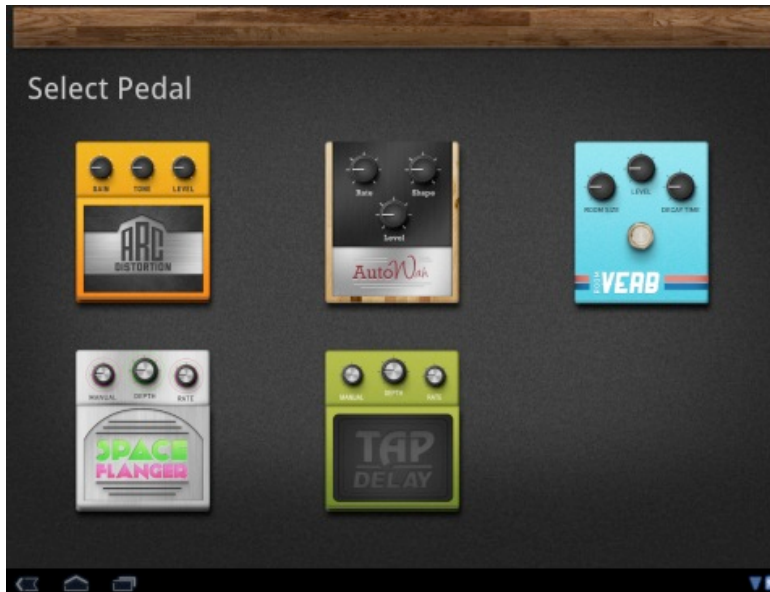 Select Pedal
GAIN TONE LEVEL
ARC
DISTORTION
Rate Shape
Level
AutoWah
LEVEL
ROOM SIZE DECAY TIME
ROOM VERB
MANUAL DEPTH RATE
SPACE
FLANGER
MANUAL DEPTH RATE
TAP
DELAY